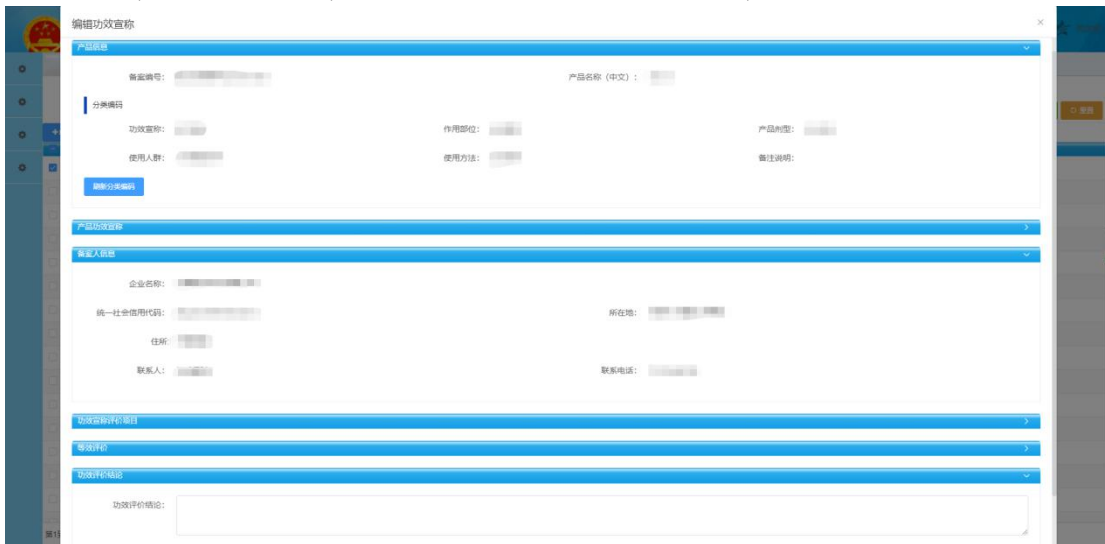 编辑功效宣称
产品信息
备案编号：
产品名称（中文）：
分类编码
功效宣称：
作用部位：
产品剂型：
使用人群：
使用方法：
备注说明：
刷新分类编码
产品功效宣称
备案人信息
企业名称：
统一社会信用代码：
所在地：
住所：
联系人：
联系电话：
功效宣称评价项目
等效评价
功效评价结论
功效评价结论：